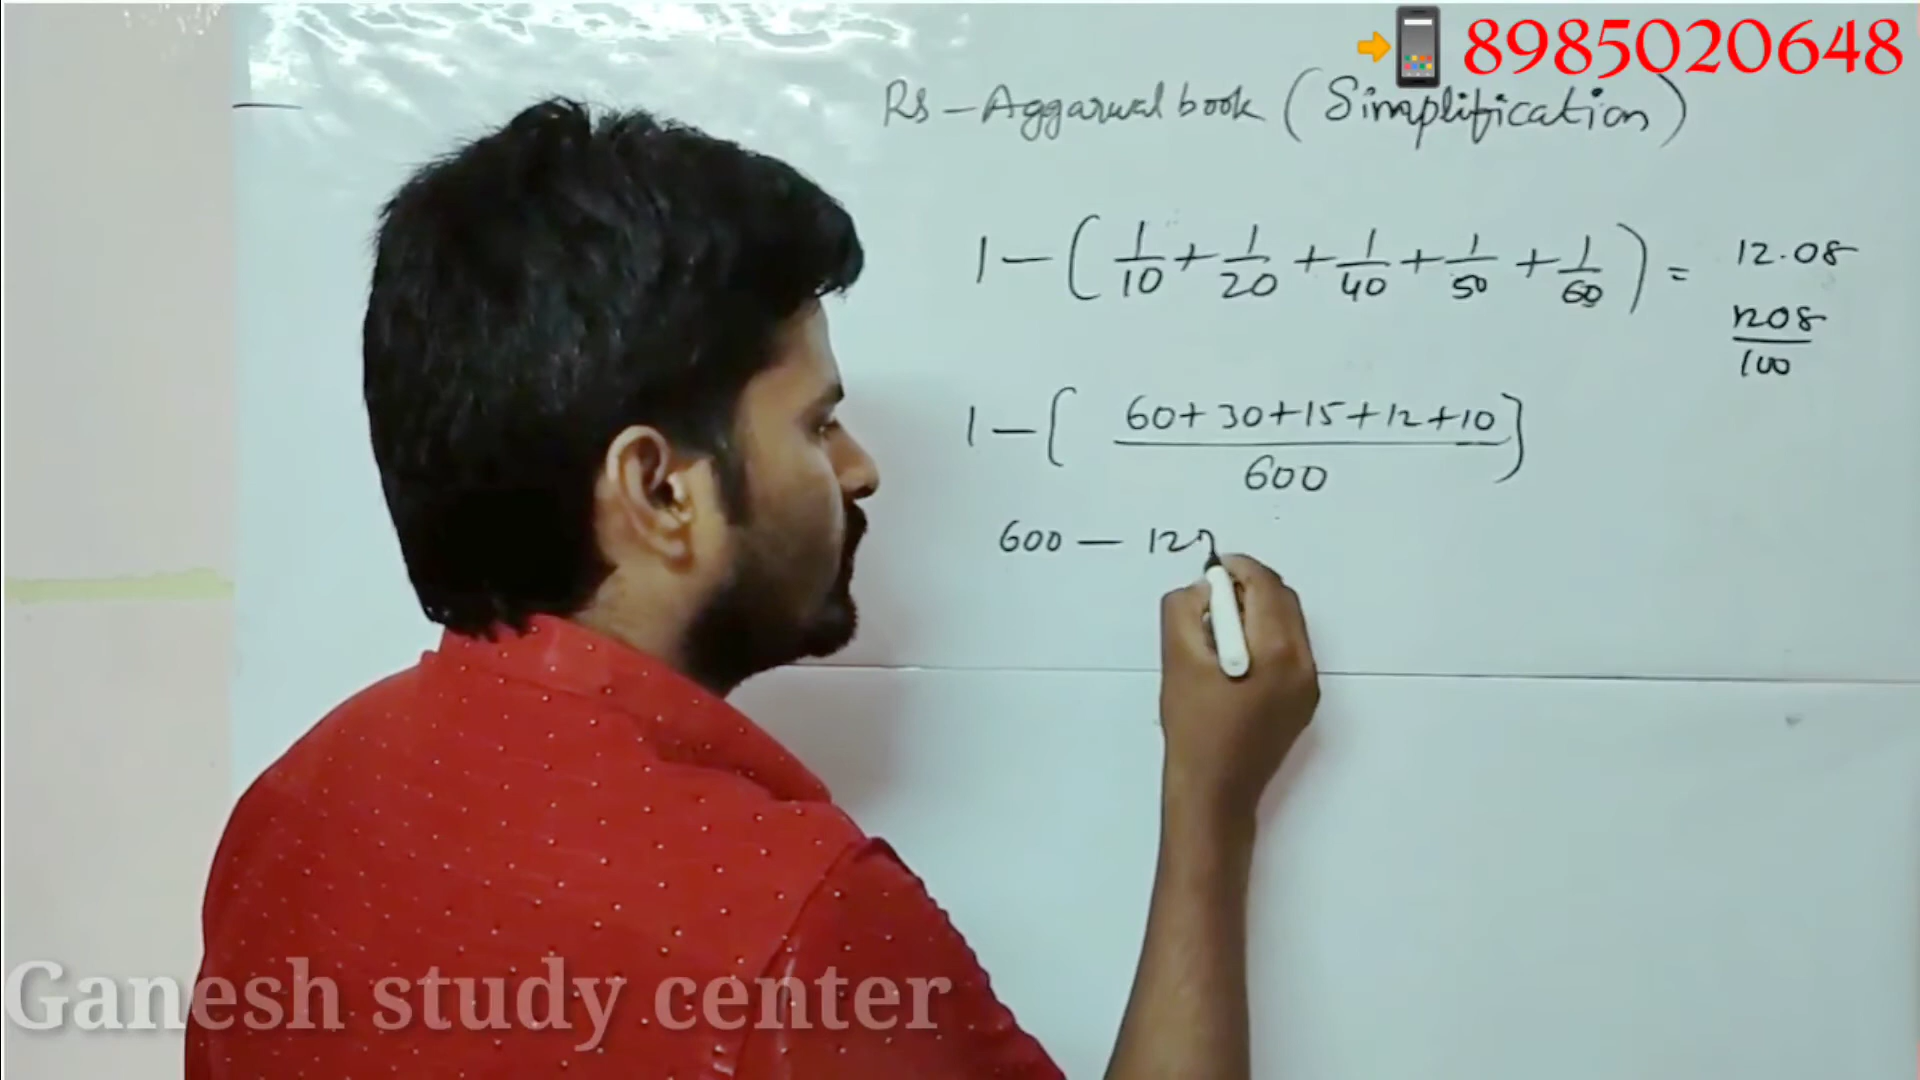 8985020648
Rs - Aggarwal book (Simplification)
1 - (1/10 + 1/20 + 1/40 + 1/50 + 1/60) =
12.08
1208/100
1 - [60+30+15+12+10/600]
600 - 127
Ganesh study center